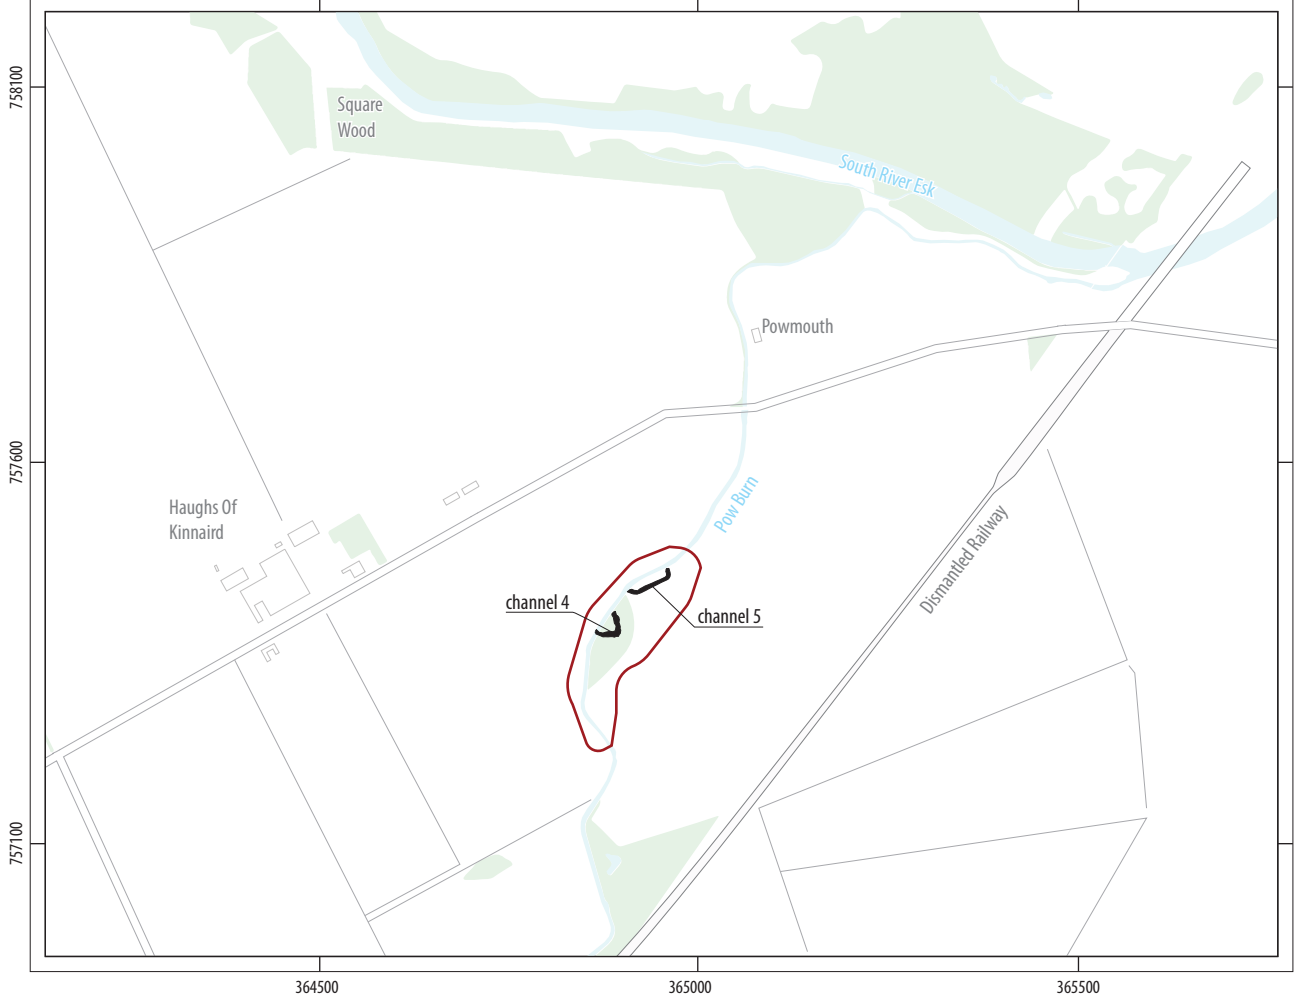 758100
Square
Wood
South River Esk
Powmouth
757600
Haughs Of
Kinnaird
Pow Burn
Dismantled Railway
channel 4
channel 5
757100
364500
365000
365500